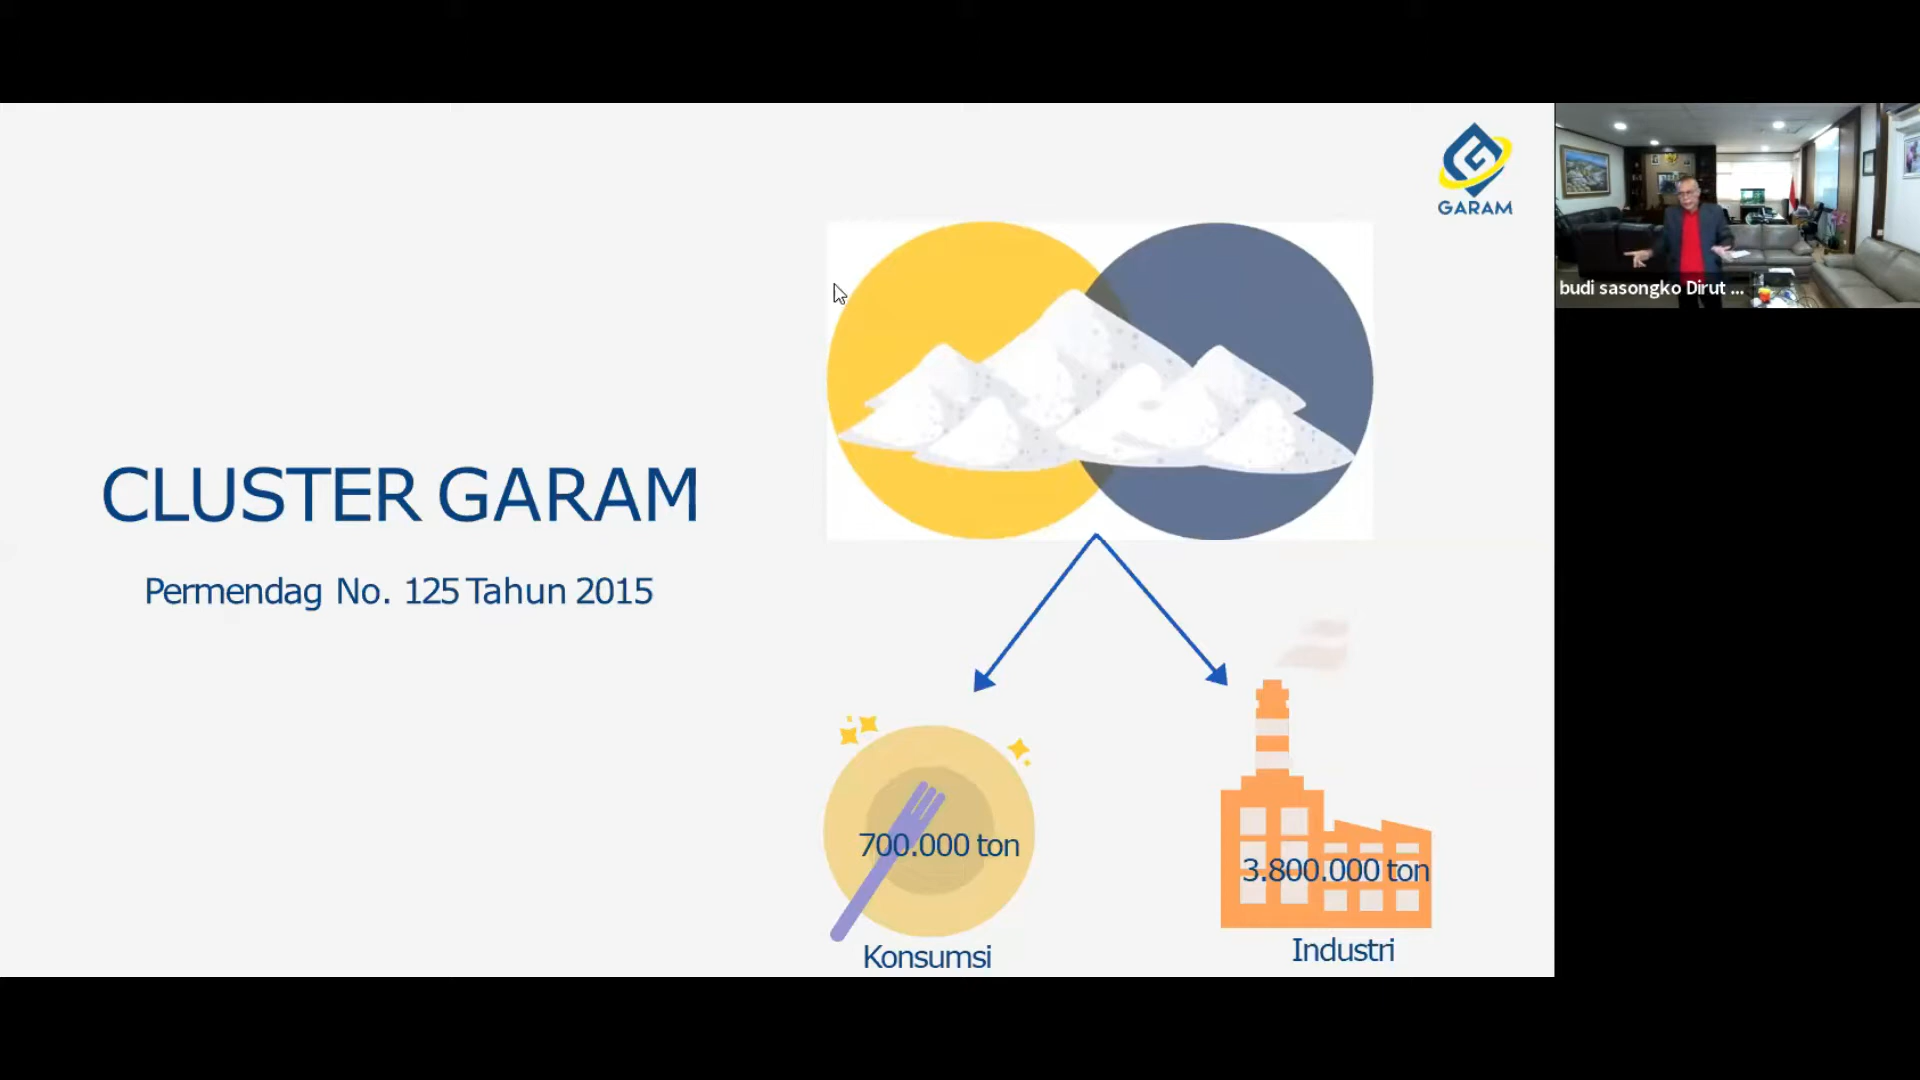 GARAM
budi sasongko Dirut ...
CLUSTER GARAM
Permendag No. 125 Tahun 2015
700.000 ton
3.800.000 ton
Konsumsi
Industri